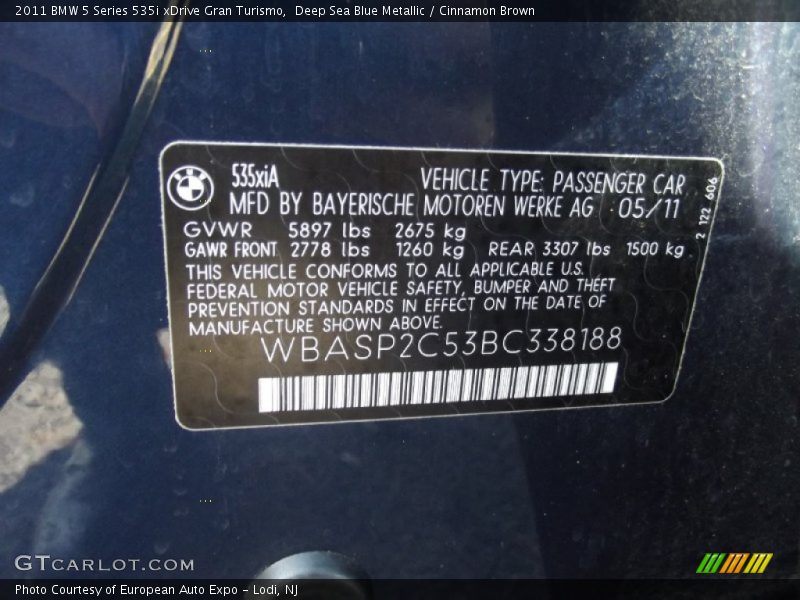 2011 BMW 5 Series 535i xDrive Gran Turismo,  Deep Sea Blue Metallic / Cinnamon Brown
BMW
535xiA
VEHICLE TYPE: PASSENGER CAR
MFD BY BAYERISCHE MOTOREN WERKE AG 05/11
2 122 606
GVWR 5897 lbs 2675 kg
GAWR FRONT 2778 lbs 1260 kg REAR 3307 lbs 1500 kg
THIS VEHICLE CONFORMS TO ALL APPLICABLE U.S.
FEDERAL MOTOR VEHICLE SAFETY, BUMPER AND THEFT
PREVENTION STANDARDS IN EFFECT ON THE DATE OF
MANUFACTURE SHOWN ABOVE.
WBASP2C53BC338188
GTCARLOT.COM
Photo Courtesy of European Auto Expo - Lodi, NJ